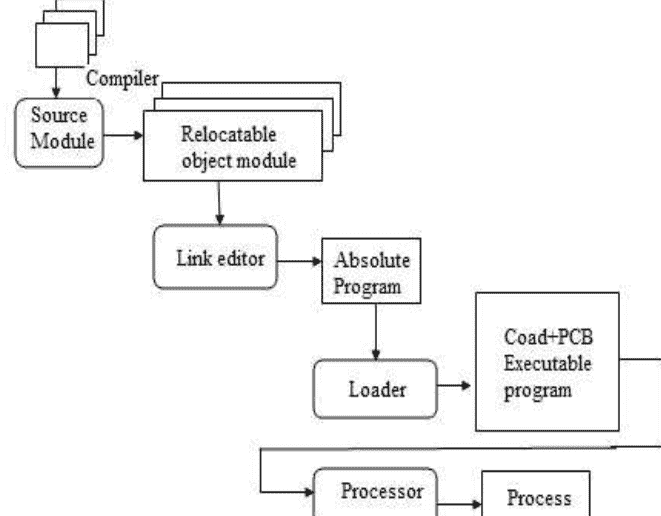 Compiler
Source
Module
Relocatable
object module
Link editor
Absolute
Program
Coad+PCB
Executable
program
Loader
Processor
Process